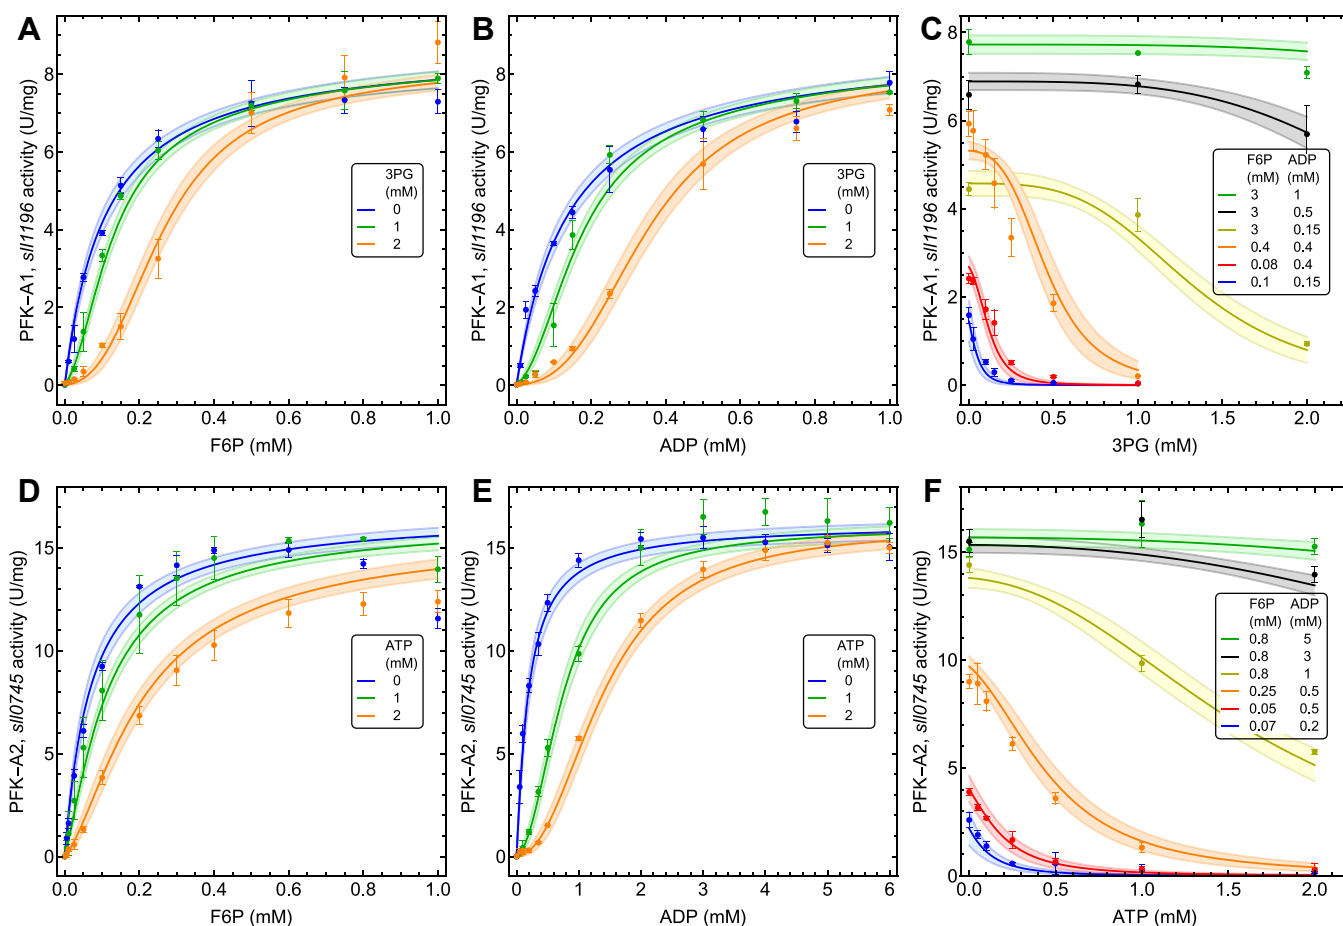 A
PFK−A1, sll1196 activity (U/mg)
8
6
4
2
0
0.0 0.2 0.4 0.6 0.8 1.0
F6P (mM)
3PG
(mM)
0
1
2
B
PFK−A1, sll1196 activity (U/mg)
8
6
4
2
0
0.0 0.2 0.4 0.6 0.8 1.0
ADP (mM)
3PG
(mM)
0
1
2
C
PFK−A1, sll1196 activity (U/mg)
8
6
4
2
0
0.0 0.5 1.0 1.5 2.0
3PG (mM)
F6P ADP
(mM) (mM)
3 1
3 0.5
3 0.15
0.4 0.4
0.08 0.4
0.1 0.15
D
PFK−A2, sll0745 activity (U/mg)
15
10
5
0
0.0 0.2 0.4 0.6 0.8 1.0
F6P (mM)
ATP
(mM)
0
1
2
E
PFK−A2, sll0745 activity (U/mg)
15
10
5
0
0 1 2 3 4 5 6
ADP (mM)
ATP
(mM)
0
1
2
F
PFK−A2, sll0745 activity (U/mg)
15
10
5
0
0.0 0.5 1.0 1.5 2.0
ATP (mM)
F6P ADP
(mM) (mM)
0.8 5
0.8 3
0.8 1
0.25 0.5
0.05 0.5
0.07 0.2